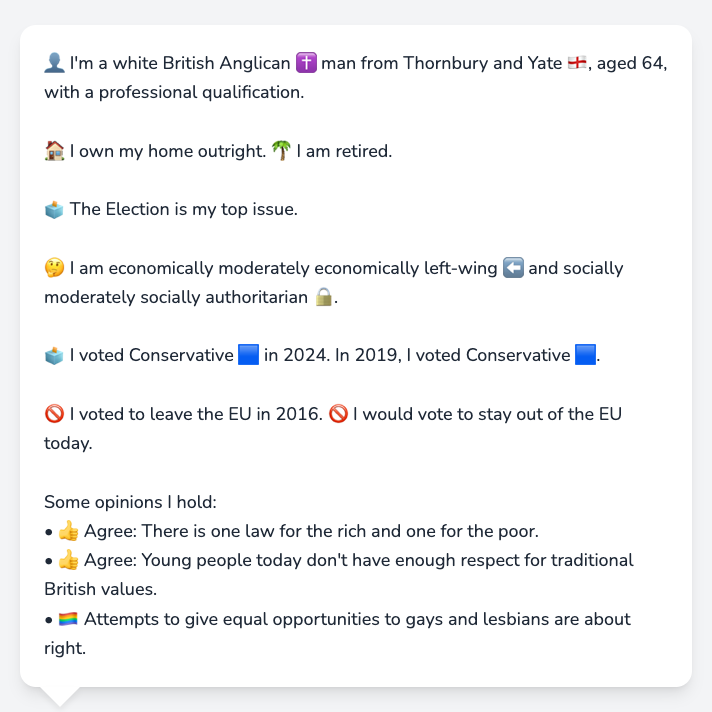 👤 I'm a white British Anglican ✝️ man from Thornbury and Yate 🏴󠁧󠁢󠁥󠁮󠁧󠁿, aged 64,
with a professional qualification.
🏠 I own my home outright. 🌴 I am retired.
🗳️ The Election is my top issue.
🤔 I am economically moderately economically left-wing ⬅️ and socially
moderately socially authoritarian 🔒.
🗳️ I voted Conservative 🟦 in 2024. In 2019, I voted Conservative 🟦.
🚫 I voted to leave the EU in 2016. 🚫 I would vote to stay out of the EU
today.
Some opinions I hold:
• 👍 Agree: There is one law for the rich and one for the poor.
• 👍 Agree: Young people today don't have enough respect for traditional
British values.
• 🏳️‍🌈 Attempts to give equal opportunities to gays and lesbians are about
right.